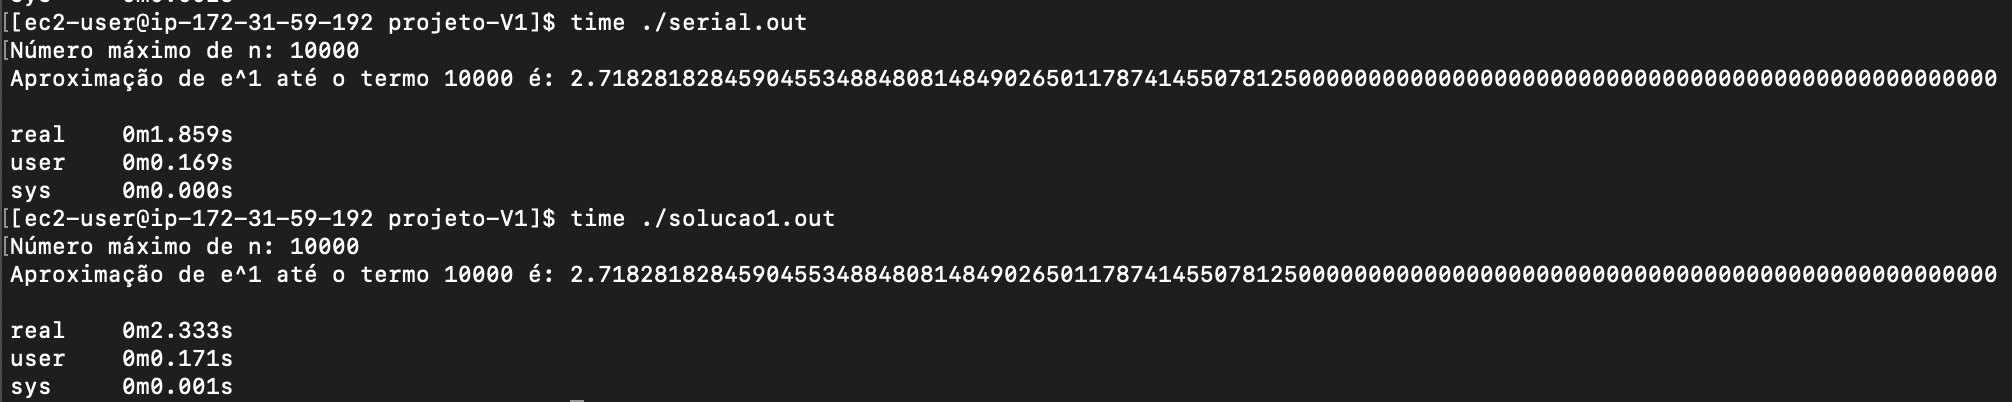 [[ec2-user@ip-172-31-59-192 projeto-V1]$ time ./serial.out
[Número máximo de n: 10000
Aproximação de e^1 até o termo 10000 é: 2.7182818284590455348848081484902650117874145507812500000000000000000000000000000000000000000000000000
real 0m1.859s
user 0m0.169s
sys 0m0.000s
[[ec2-user@ip-172-31-59-192 projeto-V1]$ time ./solucao1.out
[Número máximo de n: 10000
Aproximação de e^1 até o termo 10000 é: 2.7182818284590455348848081484902650117874145507812500000000000000000000000000000000000000000000000000
real 0m2.333s
user 0m0.171s
sys 0m0.001s